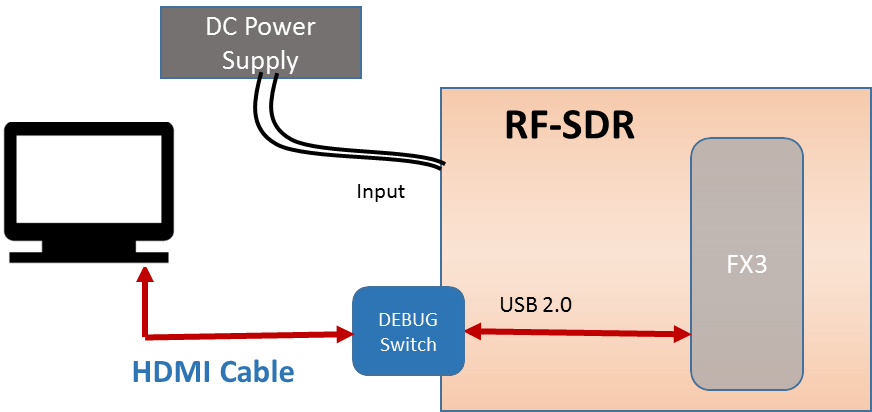 DC Power
Supply
RF-SDR
Input
FX3
USB 2.0
DEBUG
Switch
HDMI Cable